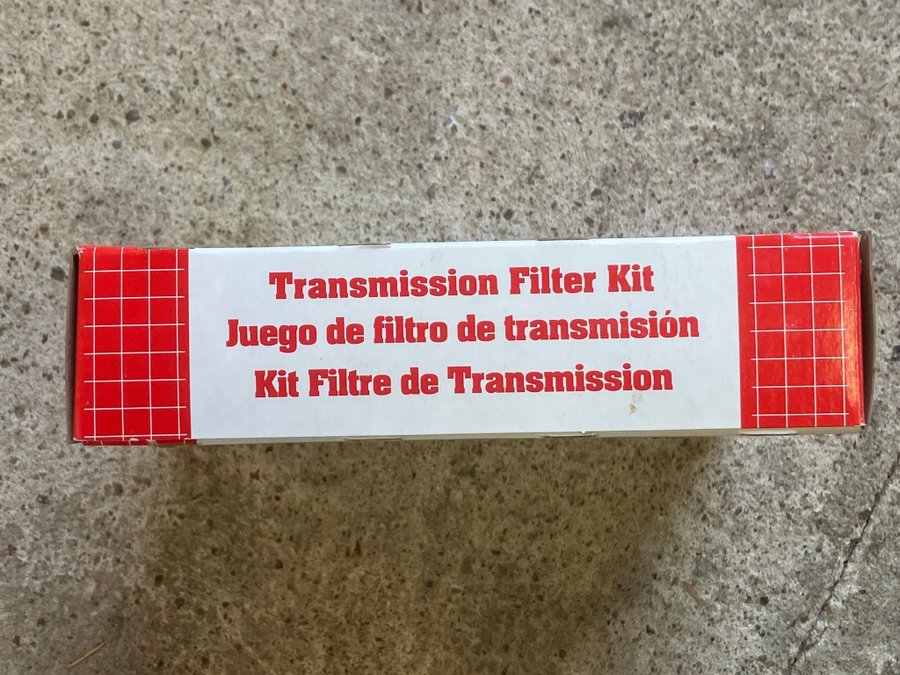 Transmission Filter Kit
Juego de filtro de transmisión
Kit Filtre de Transmission